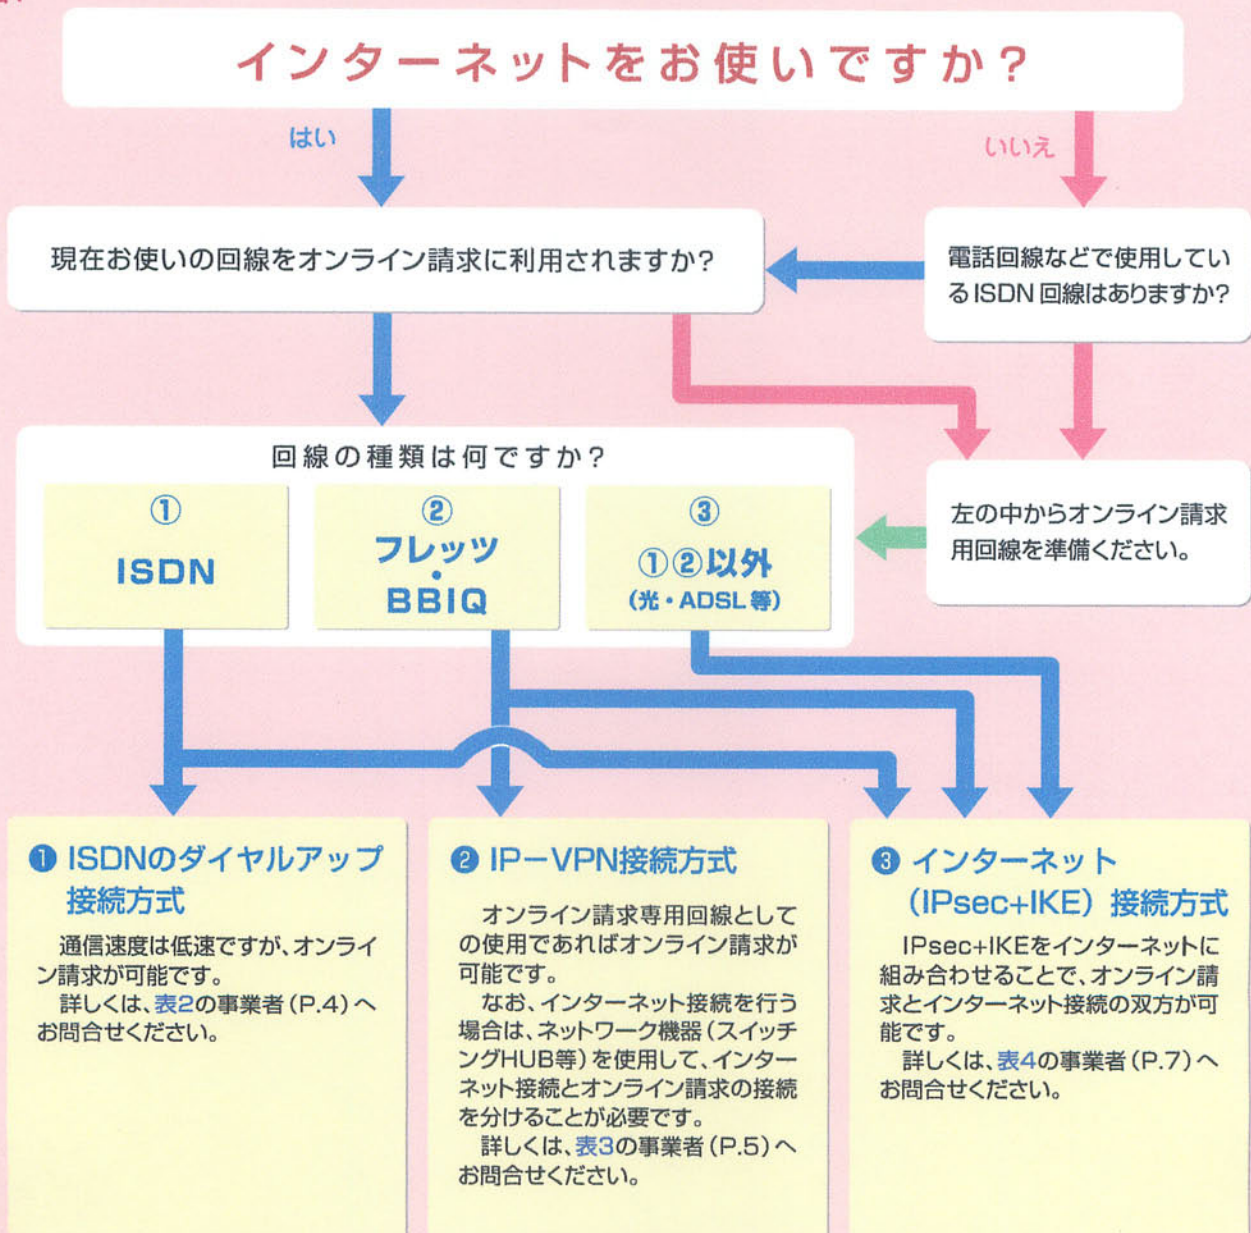 インターネットをお使いですか？
はい
いいえ
現在お使いの回線をオンライン請求に利用されますか？
電話回線などで使用してい
るISDN回線はありますか？
回線の種類は何ですか？
①
ISDN
②
フレッツ
・
BBIQ
③
①②以外
（光・ADSL等）
左の中からオンライン請求
用回線を準備ください。
❶ ISDNのダイヤルアップ
接続方式
通信速度は低速ですが、オンライ
ン請求が可能です。
詳しくは、表2の事業者（P.4）へ
お問合せください。
❷ IP－VPN接続方式
オンライン請求専用回線として
の使用であればオンライン請求が
可能です。
なお、インターネット接続を行う
場合は、ネットワーク機器（スイッチ
ングHUB等）を使用して、インター
ネット接続とオンライン請求の接続
を分けることが必要です。
詳しくは、表3の事業者（P.5）へ
お問合せください。
❸ インターネット
（IPsec+IKE）接続方式
IPsec+IKEをインターネットに
組み合わせることで、オンライン請
求とインターネット接続の双方が可
能です。
詳しくは、表4の事業者（P.7）へ
お問合せください。